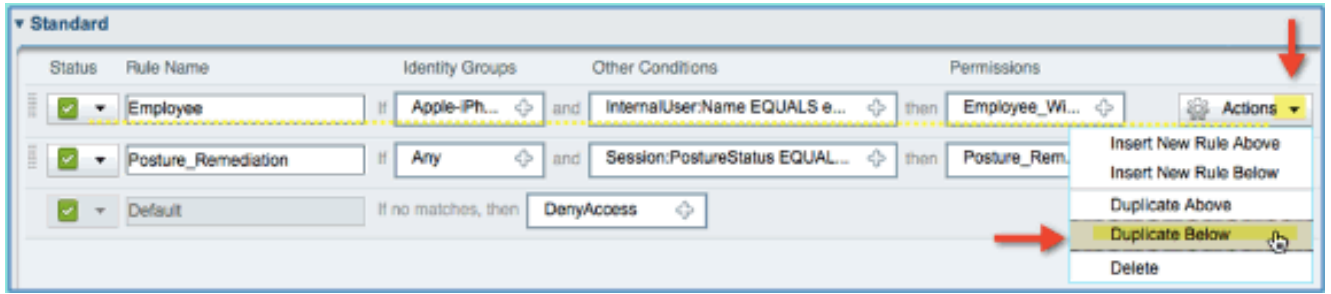 Standard
Status Rule Name Identity Groups Other Conditions Permissions
Employee If Apple-iPh... and InternalUser:Name EQUALS e... then Employee_Wi... Actions
Posture_Remediation If Any and Session:PostureStatus EQUAL... then Posture_Rem.
Default If no matches, then DenyAccess
Insert New Rule Above
Insert New Rule Below
Duplicate Above
Duplicate Below
Delete